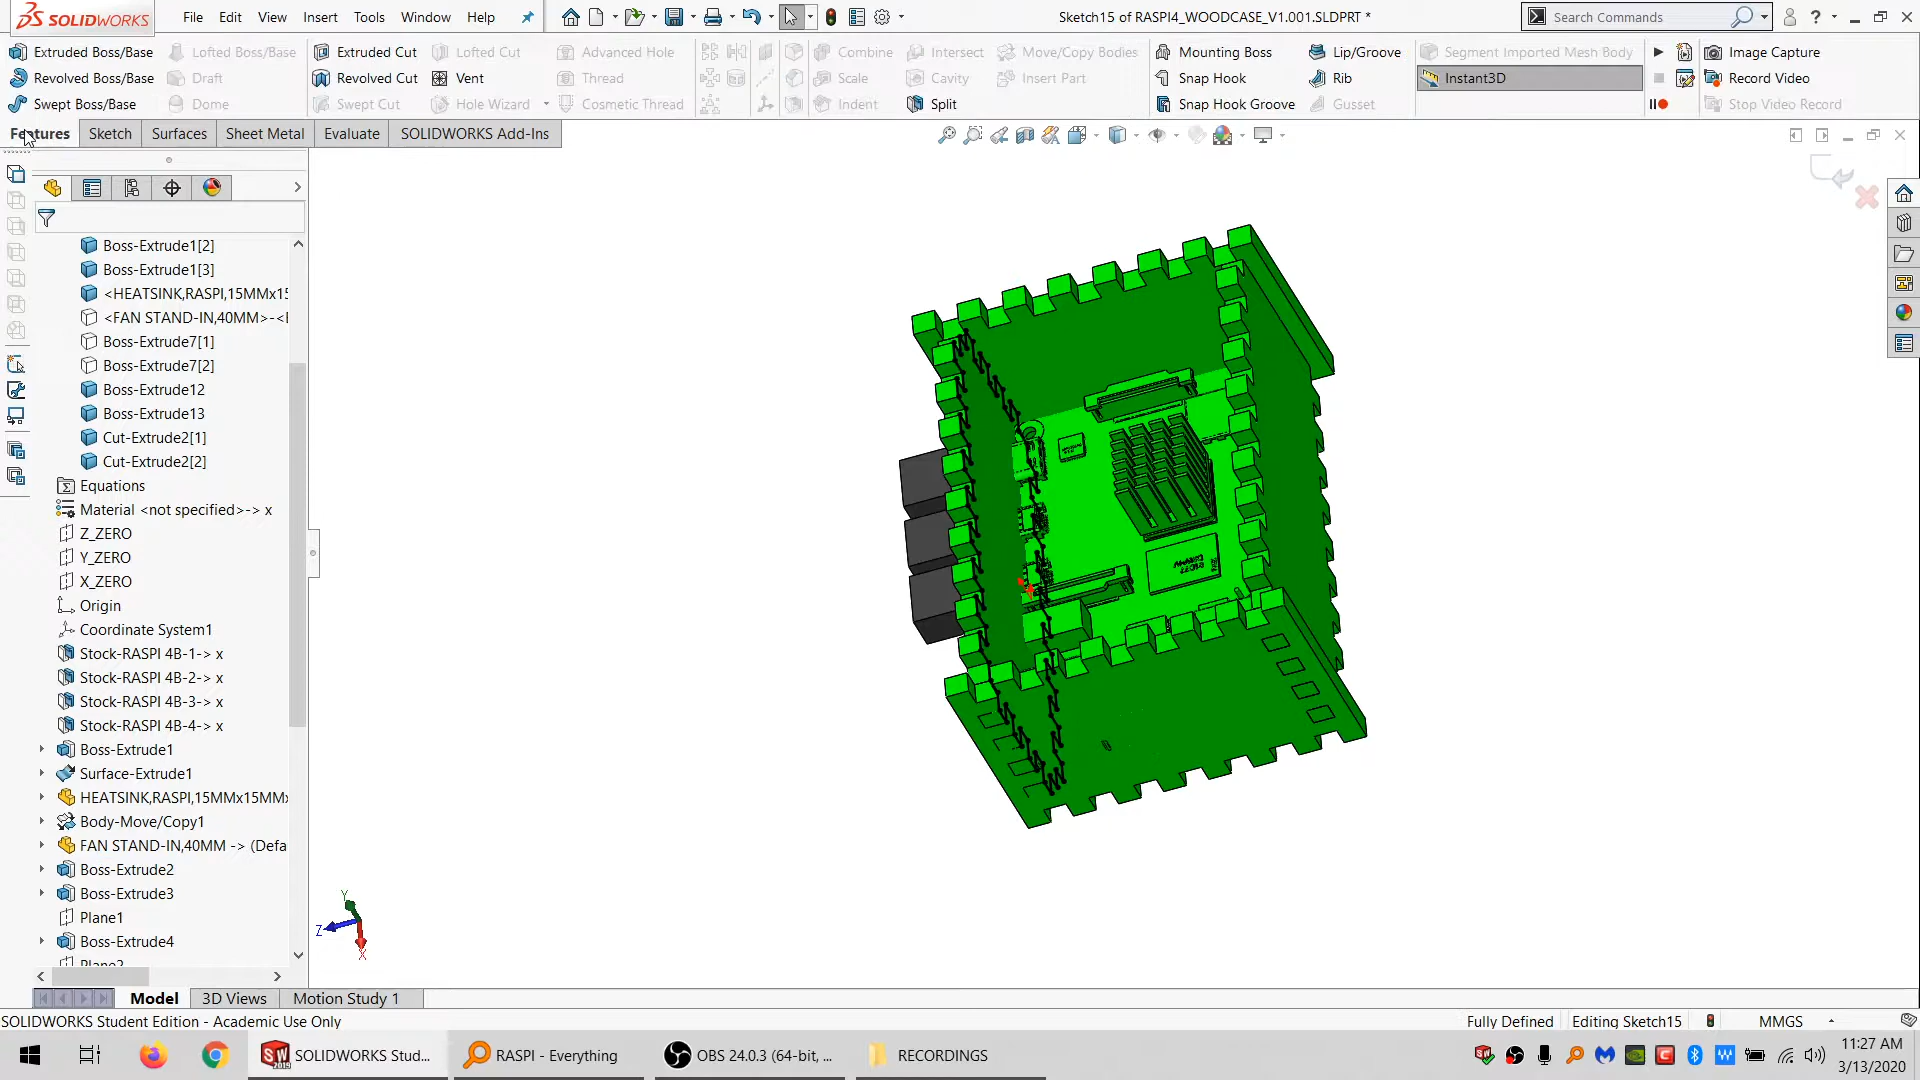 SOLIDWORKS
File Edit View Insert Tools Window Help
Sketch15 of RASPI4_WOODCASE_V1.001.SLDPRT *
Search Commands
Extruded Boss/Base Lofted Boss/Base Extruded Cut Lofted Cut Advanced Hole Combine Intersect Move/Copy Bodies Mounting Boss Lip/Groove Segment Imported Mesh Body Image Capture
Revolved Boss/Base Draft Revolved Cut Vent Thread Scale Cavity Insert Part Snap Hook Rib Instant3D Record Video
Swept Boss/Base Dome Swept Cut Hole Wizard Cosmetic Thread Indent Split Snap Hook Groove Gusset Stop Video Record
Features Sketch Surfaces Sheet Metal Evaluate SOLIDWORKS Add-Ins
Boss-Extrude1[2]
Boss-Extrude1[3]
<HEATSINK,RASPI,15MMx15
<FAN STAND-IN,40MM>-<
Boss-Extrude7[1]
Boss-Extrude7[2]
Boss-Extrude12
Boss-Extrude13
Cut-Extrude2[1]
Cut-Extrude2[2]
Equations
Material <not specified>-> x
Z_ZERO
Y_ZERO
X_ZERO
Origin
Coordinate System1
Stock-RASPI 4B-1-> x
Stock-RASPI 4B-2-> x
Stock-RASPI 4B-3-> x
Stock-RASPI 4B-4-> x
Boss-Extrude1
Surface-Extrude1
HEATSINK,RASPI,15MMx15MMx
Body-Move/Copy1
FAN STAND-IN,40MM -> (Defa
Boss-Extrude2
Boss-Extrude3
Plane1
Boss-Extrude4
Plane2
Y
Z
X
Model 3D Views Motion Study 1
SOLIDWORKS Student Edition - Academic Use Only
Fully Defined Editing Sketch15 MMGS
SOLIDWORKS Stud... RASPI - Everything OBS 24.0.3 (64-bit, ... RECORDINGS
11:27 AM
3/13/2020